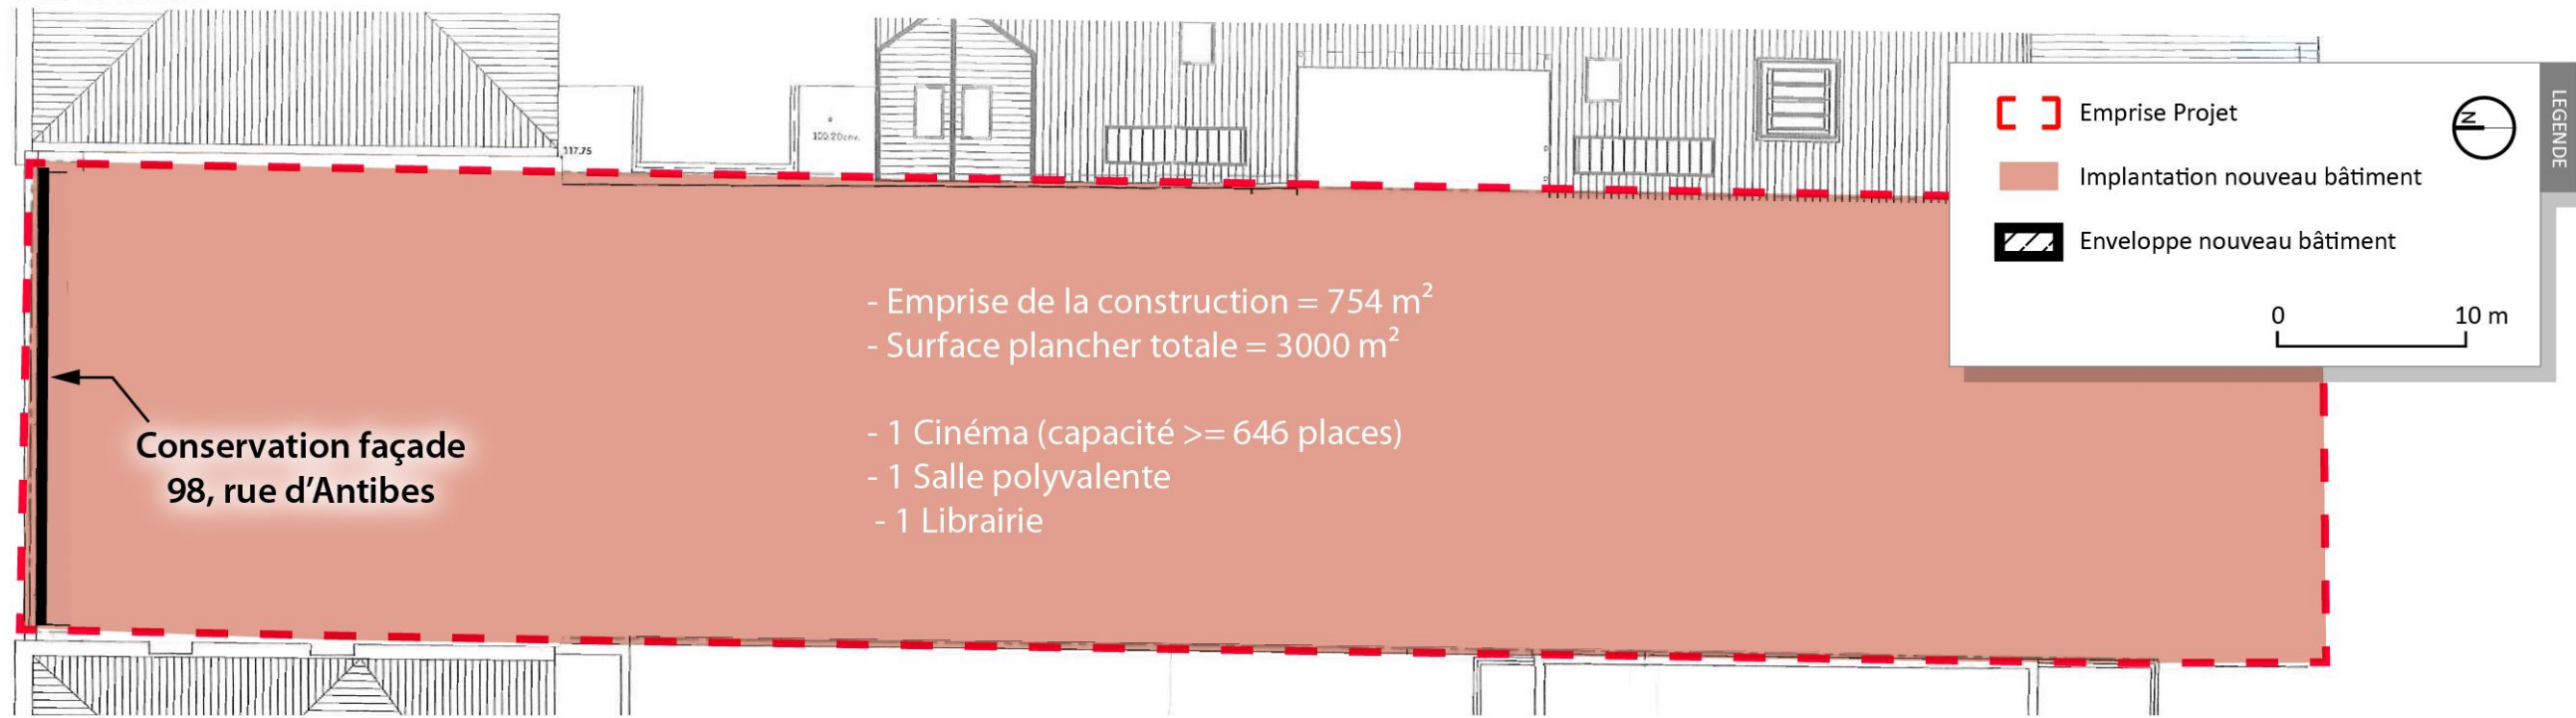 117.75
Conservation façade
98, rue d'Antibes
- Emprise de la construction = 754 m²
- Surface plancher totale = 3000 m²
- 1 Cinéma (capacité >= 646 places)
- 1 Salle polyvalente
- 1 Librairie
LEGENDE
Emprise Projet
N
Implantation nouveau bâtiment
Enveloppe nouveau bâtiment
0 10 m